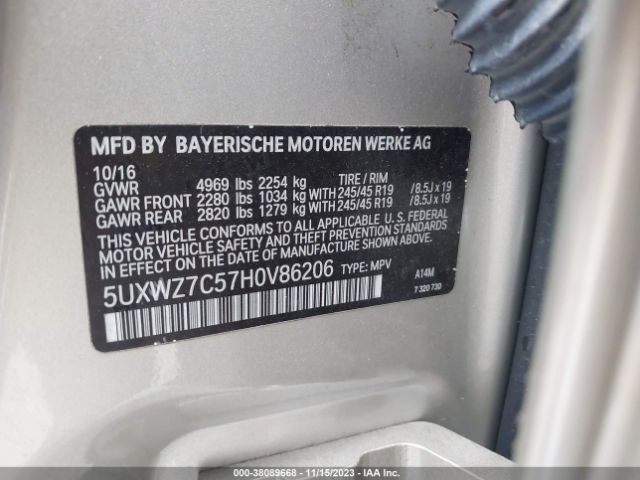 MFD BY BAYERISCHE MOTOREN WERKE AG
10/16
GVWR 4969 lbs 2254 kg TIRE / RIM
GAWR FRONT 2280 lbs 1034 kg WITH 245/45 R19 / 8.5J x 19
GAWR REAR 2820 lbs 1279 kg WITH 245/45 R19 / 8.5J x 19
THIS VEHICLE CONFORMS TO ALL APPLICABLE U. S. FEDERAL
MOTOR VEHICLE SAFETY AND THEFT PREVENTION STANDARDS
IN EFFECT ON THE DATE OF MANUFACTURE SHOWN ABOVE.
5UXWZ7C57H0V86206 TYPE: MPV
A14M
7 320 730
000-38089668 - 11/15/2023 - IAA Inc.